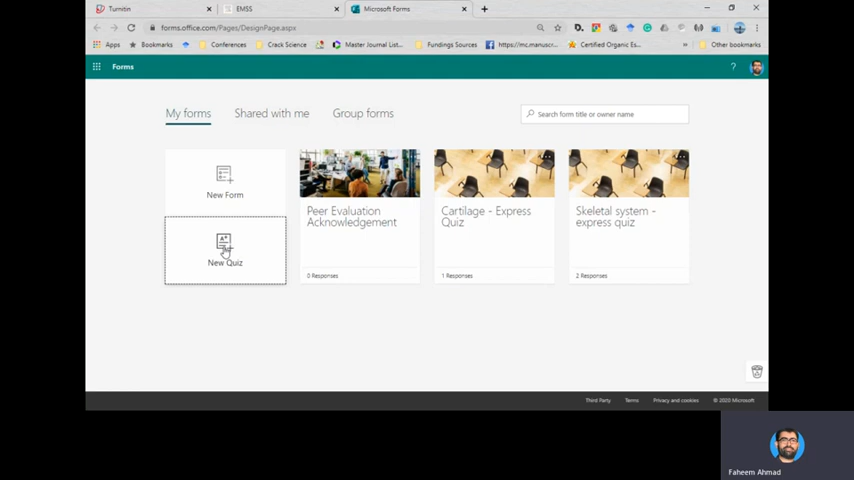 Turnitin
EMSS
Microsoft Forms
forms.office.com/Pages/DesignPage.aspx
Apps
Bookmarks
Conferences
Crack Science
Master Journal List...
Fundings Sources
https://mc.manuscr...
Certified Organic Es...
Other bookmarks
Forms
?
My forms
Shared with me
Group forms
Search form title or owner name
New Form
New Quiz
Peer Evaluation
Acknowledgement
0 Responses
Cartilage - Express
Quiz
1 Responses
Skeletal system -
express quiz
2 Responses
Third Party
Terms
Privacy and cookies
© 2020 Microsoft
Faheem Ahmad